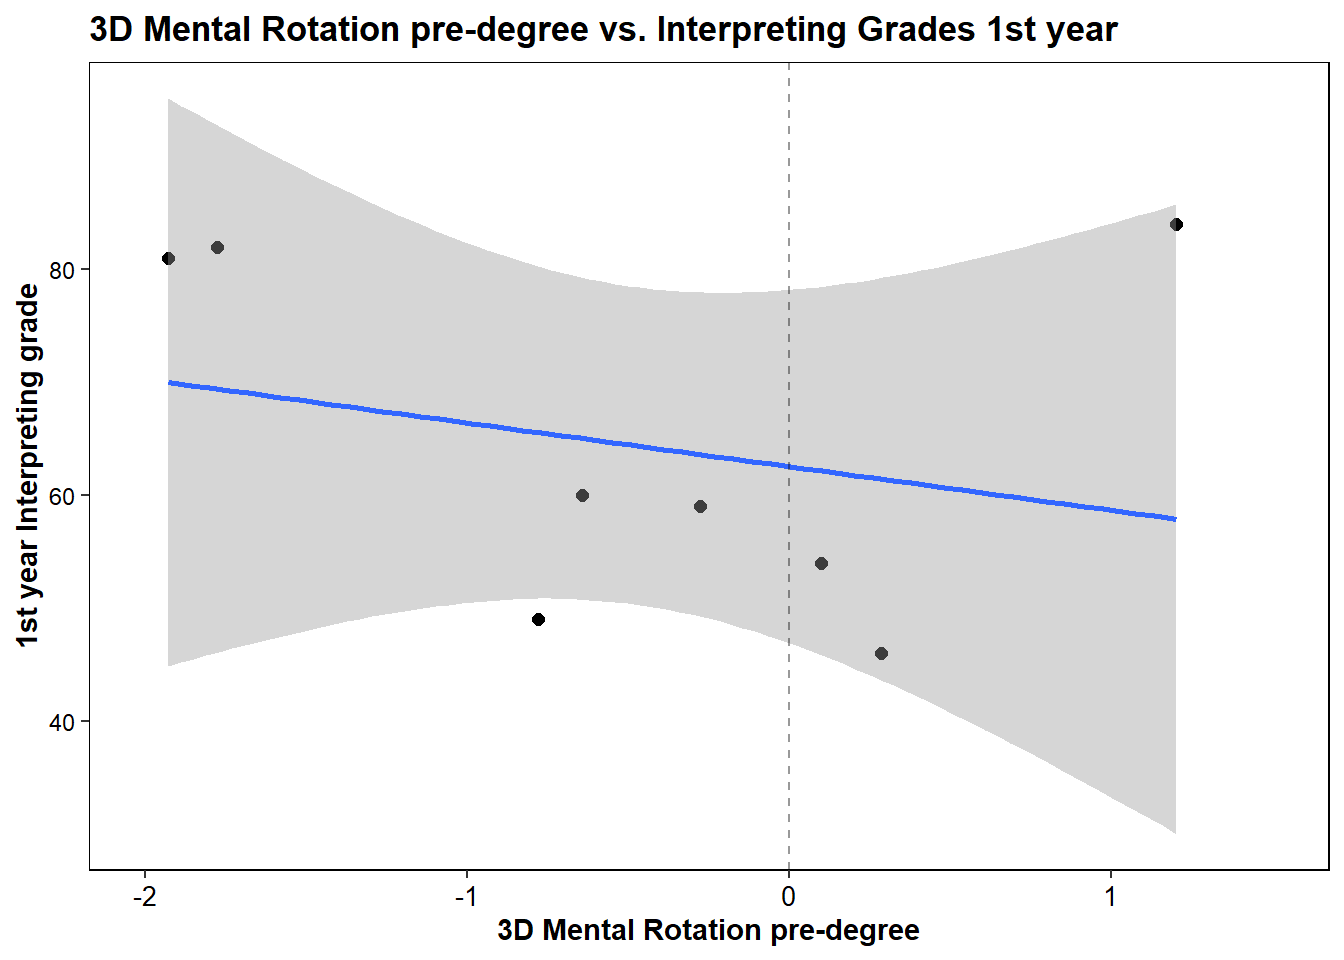 3D Mental Rotation pre-degree vs. Interpreting Grades 1st year
1st year Interpreting grade
80
60
40
-2 -1 0 1
3D Mental Rotation pre-degree